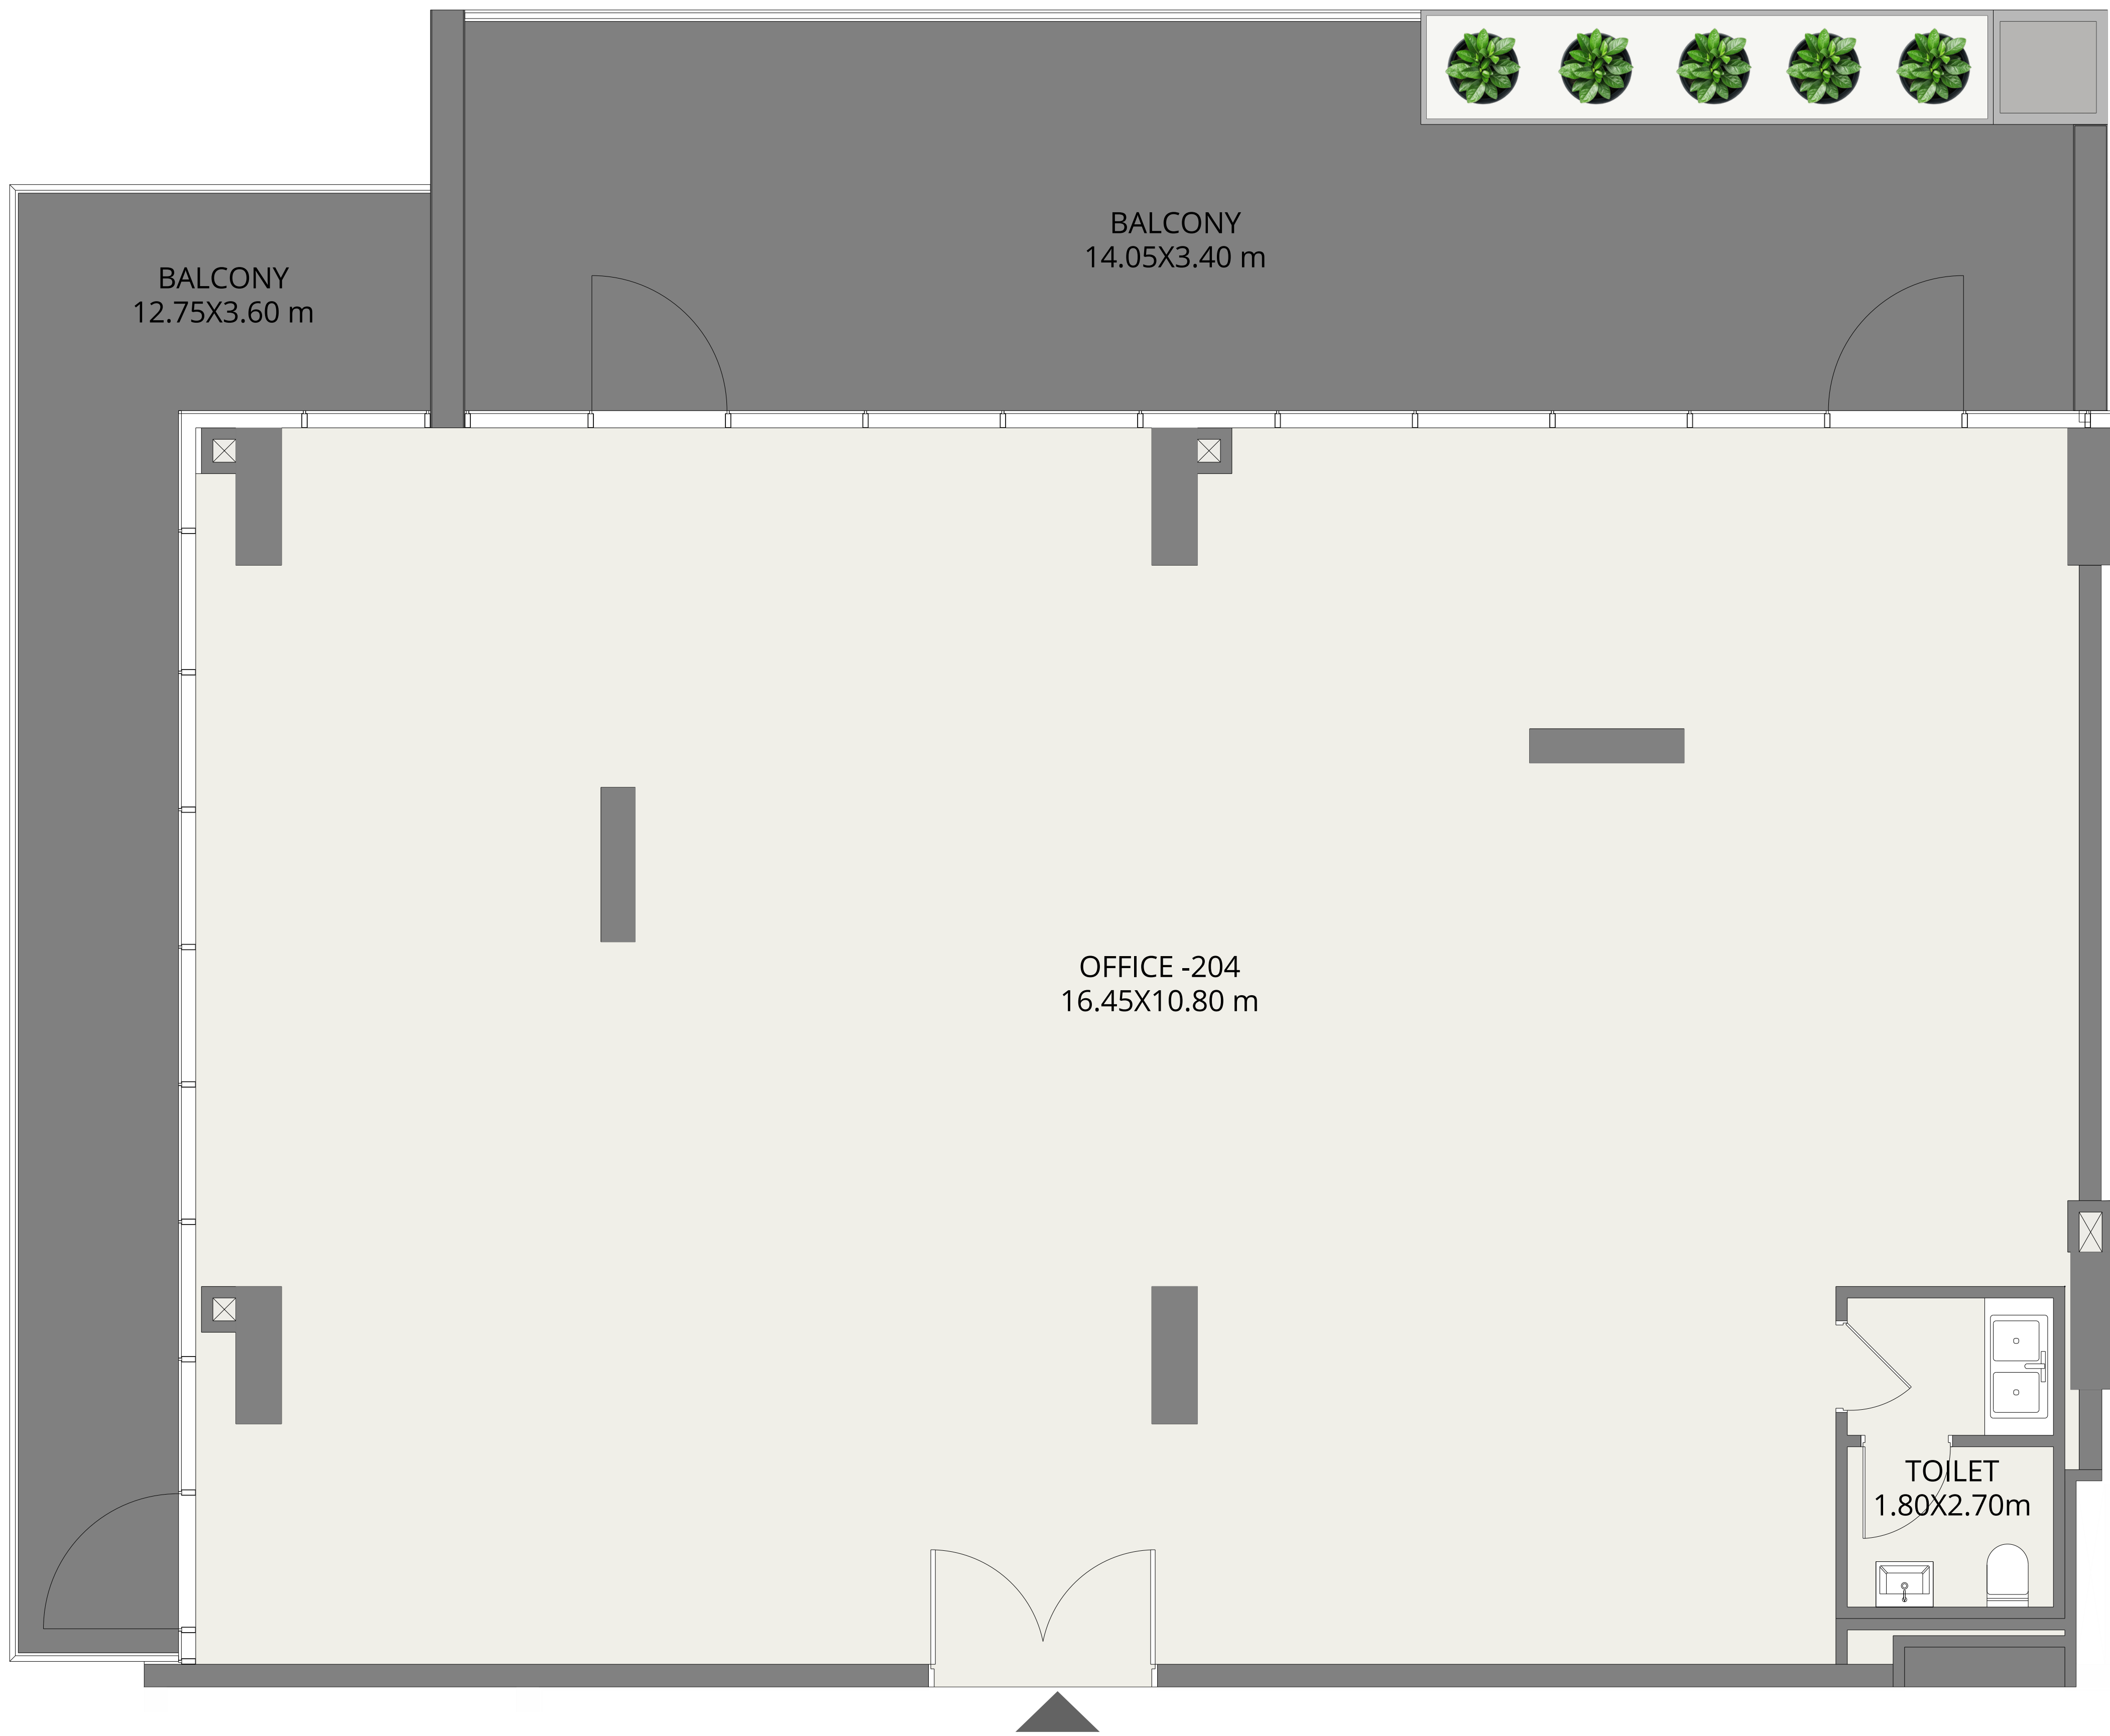 BALCONY
14.05X3.40 m
BALCONY
12.75X3.60 m
OFFICE -204
16.45X10.80 m
TOILET
1.80X2.70m